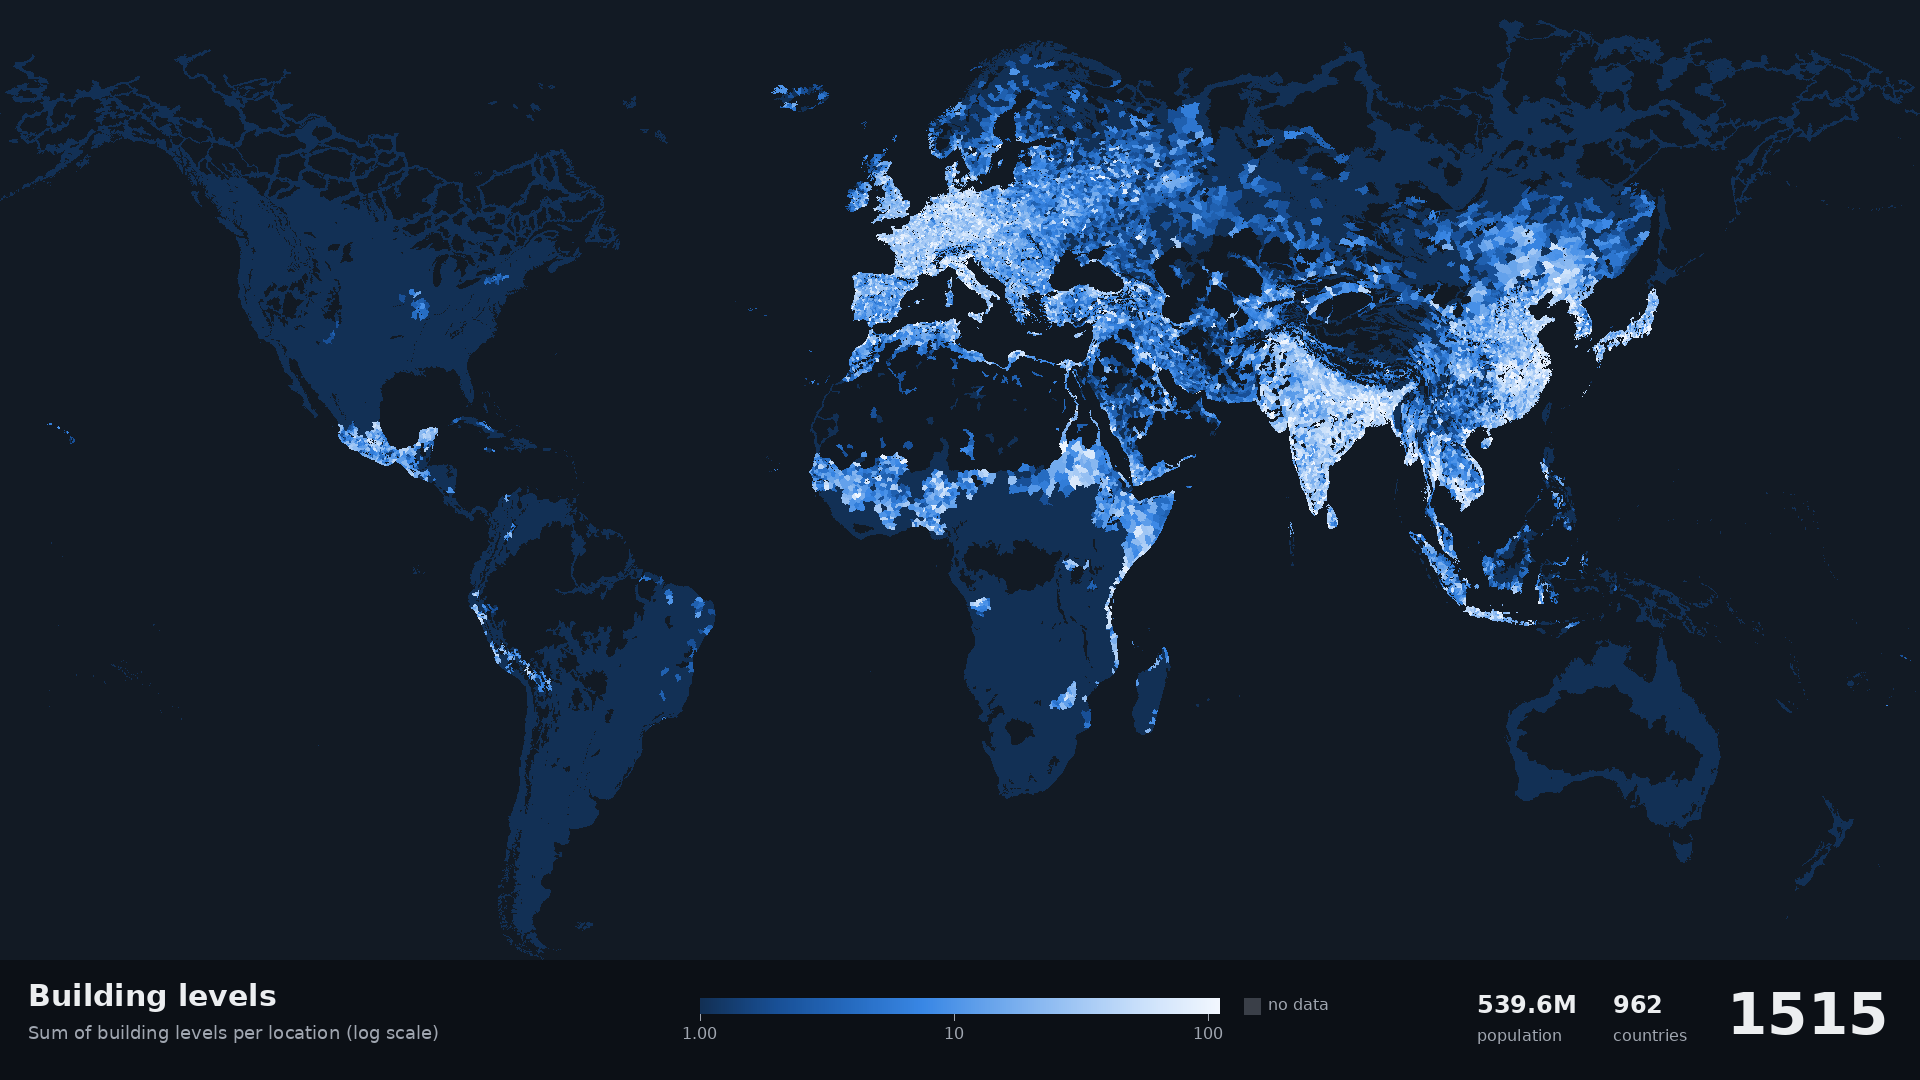 Building levels
Sum of building levels per location (log scale)
1.00
10
100
no data
539.6M
population
962
countries
1515